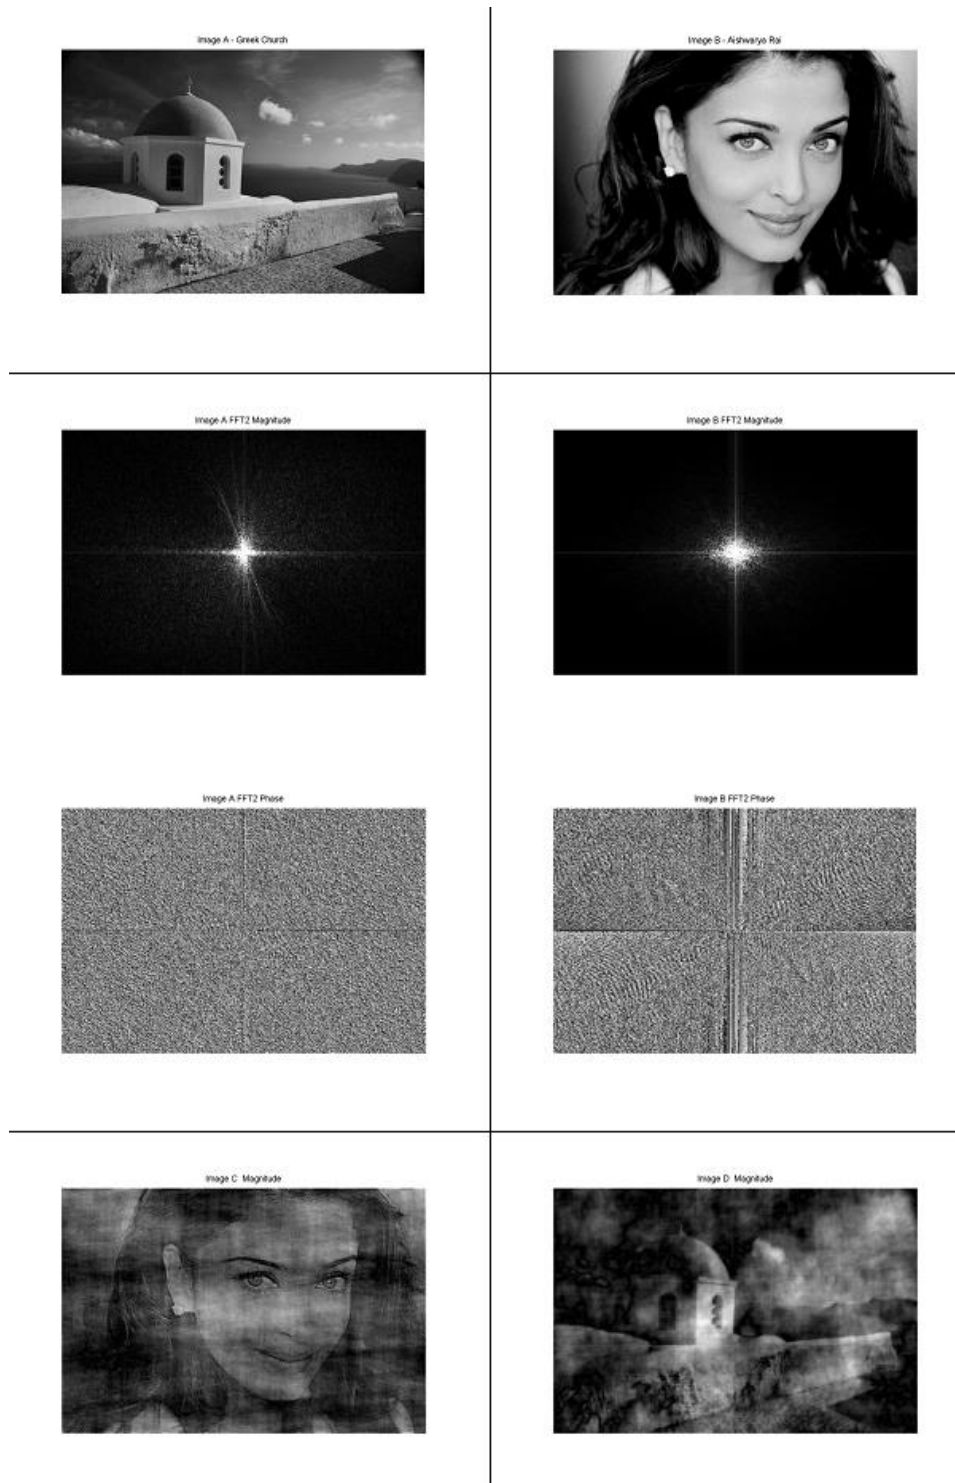 Image A - Greek Church
Image B - Aishwarya Rai
Image A FFT2 Magnitude
Image B FFT2 Magnitude
Image A FFT2 Phase
Image B FFT2 Phase
Image C Magnitude
Image D Magnitude